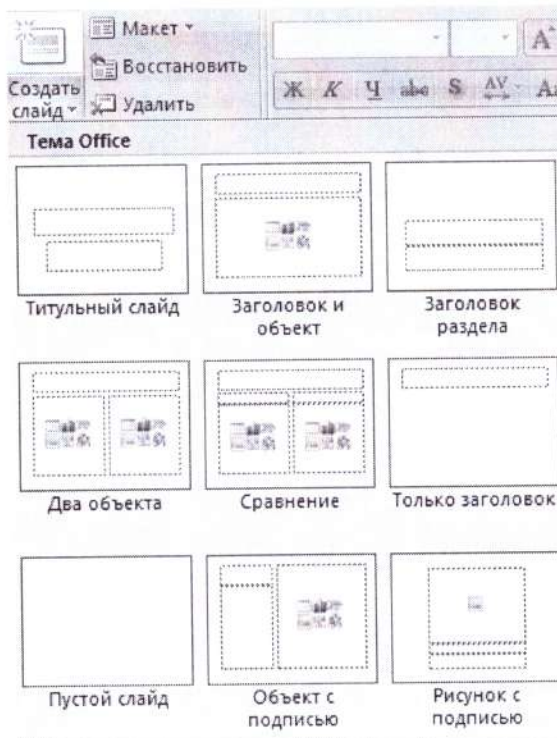 Макет
Восстановить
Создать
слайд
Удалить
Ж К Ч abc S AV Aa
A
Тема Office
Титульный слайд
Заголовок и
объект
Заголовок
раздела
Два объекта
Сравнение
Только заголовок
Пустой слайд
Объект с
подписью
Рисунок с
подписью